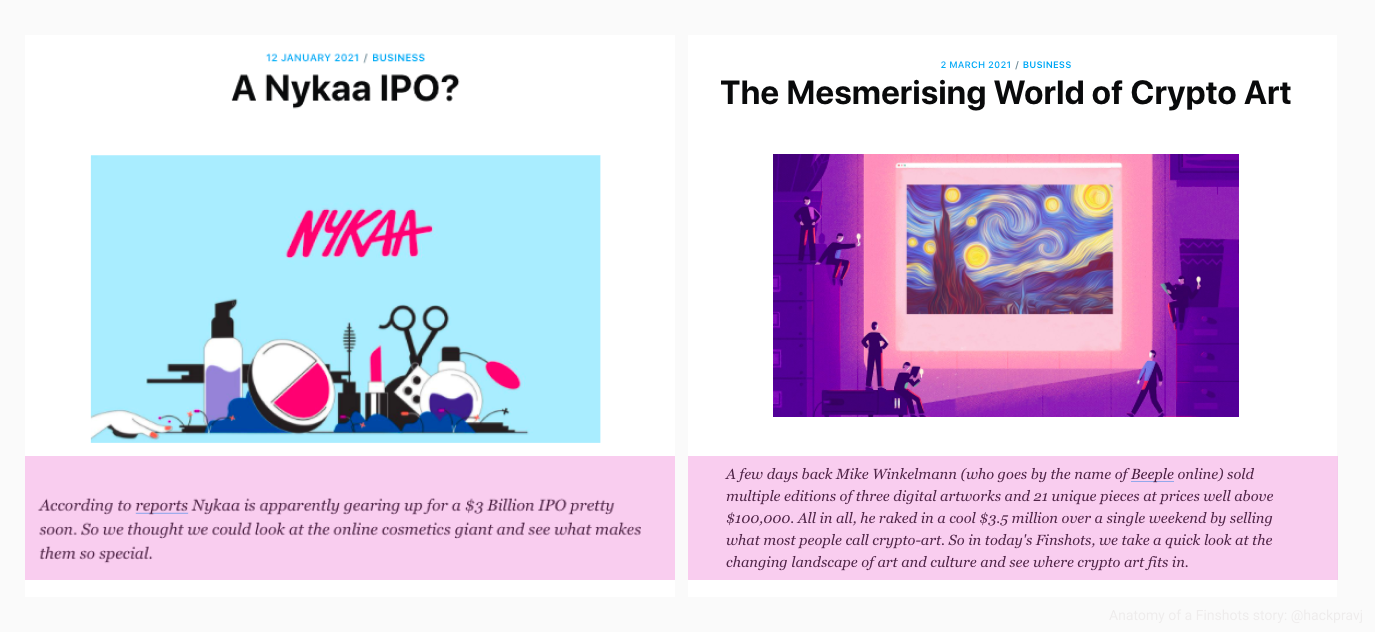 12 JANUARY 2021 / BUSINESS
A Nykaa IPO?
NYKAA
According to reports Nykaa is apparently gearing up for a $3 Billion IPO pretty
soon. So we thought we could look at the online cosmetics giant and see what makes
them so special.
2 MARCH 2021 / BUSINESS
The Mesmerising World of Crypto Art
A few days back Mike Winkelmann (who goes by the name of Beeple online) sold
multiple editions of three digital artworks and 21 unique pieces at prices well above
$100,000. All in all, he raked in a cool $3.5 million over a single weekend by selling
what most people call crypto-art. So in today's Finshots, we take a quick look at the
changing landscape of art and culture and see where crypto art fits in.
Anatomy of a Finshots story: @hackpravj